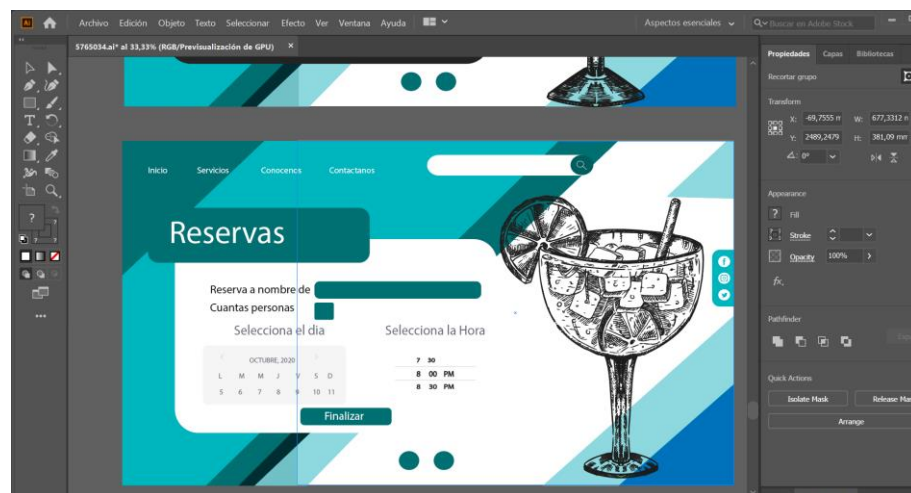 Ai Archivo Edición Objeto Texto Seleccionar Efecto Ver Ventana Ayuda Aspectos esenciales Buscar en Adobe Stock
5765034.ai* al 33,33% (RGB/Previsualización de GPU) ×
Propiedades Capas Bibliotecas
Recortar grupo
Transform
X: -69,7555 m W: 677,3312 n
Y: 2489,2479 H: 381,09 mm
0°
Appearance
? Fill
Stroke
Opacity 100%
fx.
Pathfinder
Quick Actions
Isolate Mask Release Mas
Arrange
Inicio Servicios Conocenos Contactanos
Reservas
Reserva a nombre de
Cuantas personas
Selecciona el dia Selecciona la Hora
OCTUBRE, 2020
L M M J V S D
5 6 7 8 9 10 11
7 30
8 00 PM
8 30 PM
Finalizar